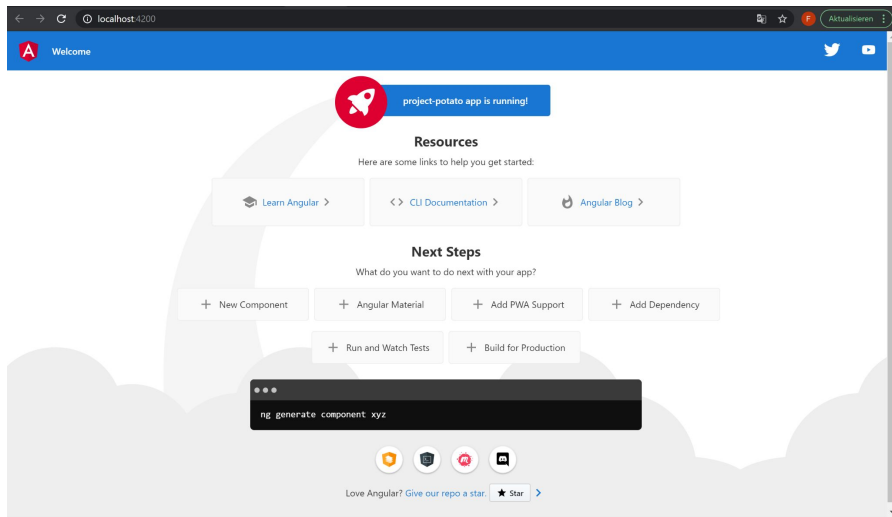 localhost:4200
F
Aktualisieren
A
Welcome
project-potato app is running!
Resources
Here are some links to help you get started:
Learn Angular
CLI Documentation
Angular Blog
Next Steps
What do you want to do next with your app?
New Component
Angular Material
Add PWA Support
Add Dependency
Run and Watch Tests
Build for Production
ng generate component xyz
Love Angular? Give our repo a star. Star